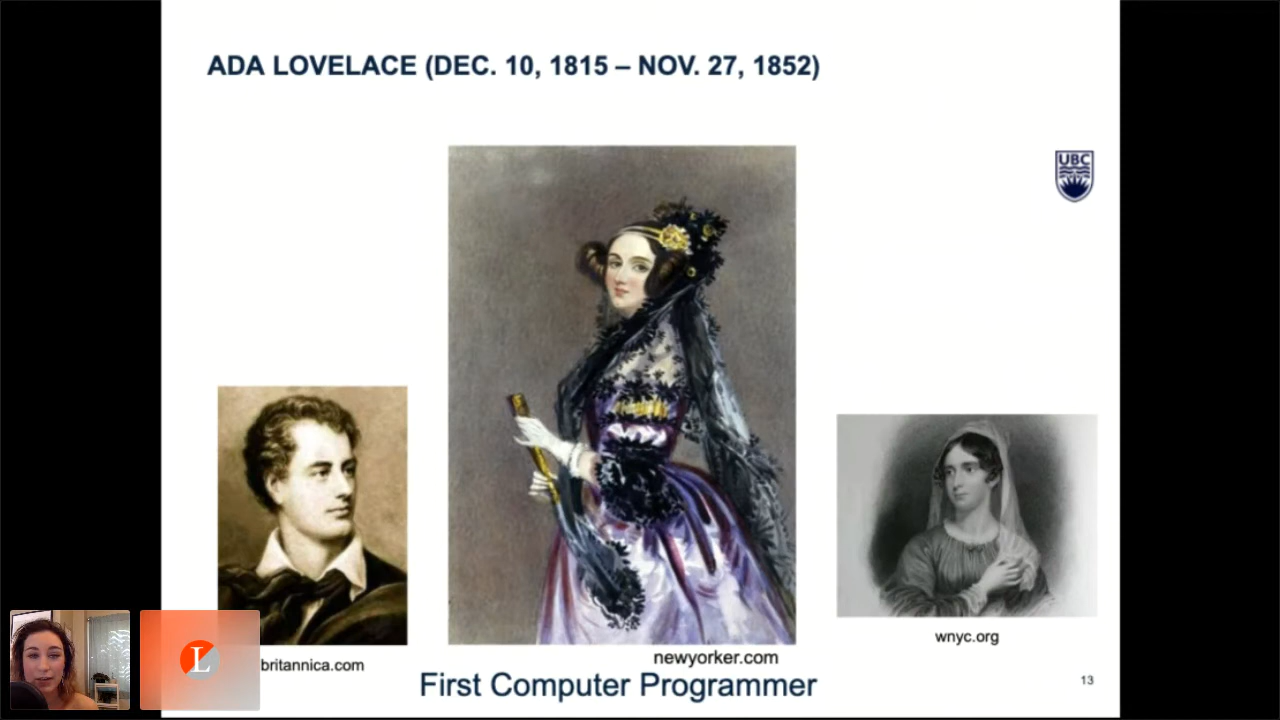 ADA LOVELACE (DEC. 10, 1815 – NOV. 27, 1852)
UBC
britannica.com
newyorker.com
wnyc.org
First Computer Programmer
13
L